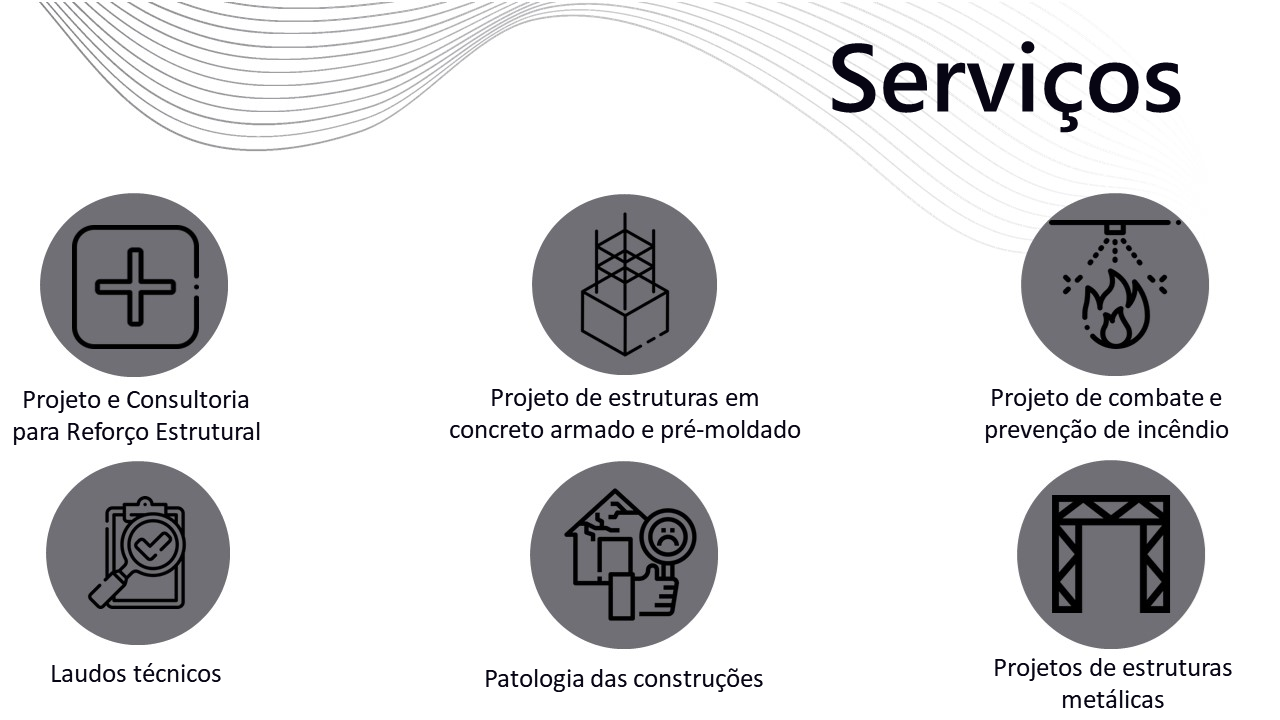 Serviços
Projeto e Consultoria
para Reforço Estrutural
Projeto de estruturas em
concreto armado e pré-moldado
Projeto de combate e
prevenção de incêndio
Laudos técnicos
Patologia das construções
Projetos de estruturas
metálicas